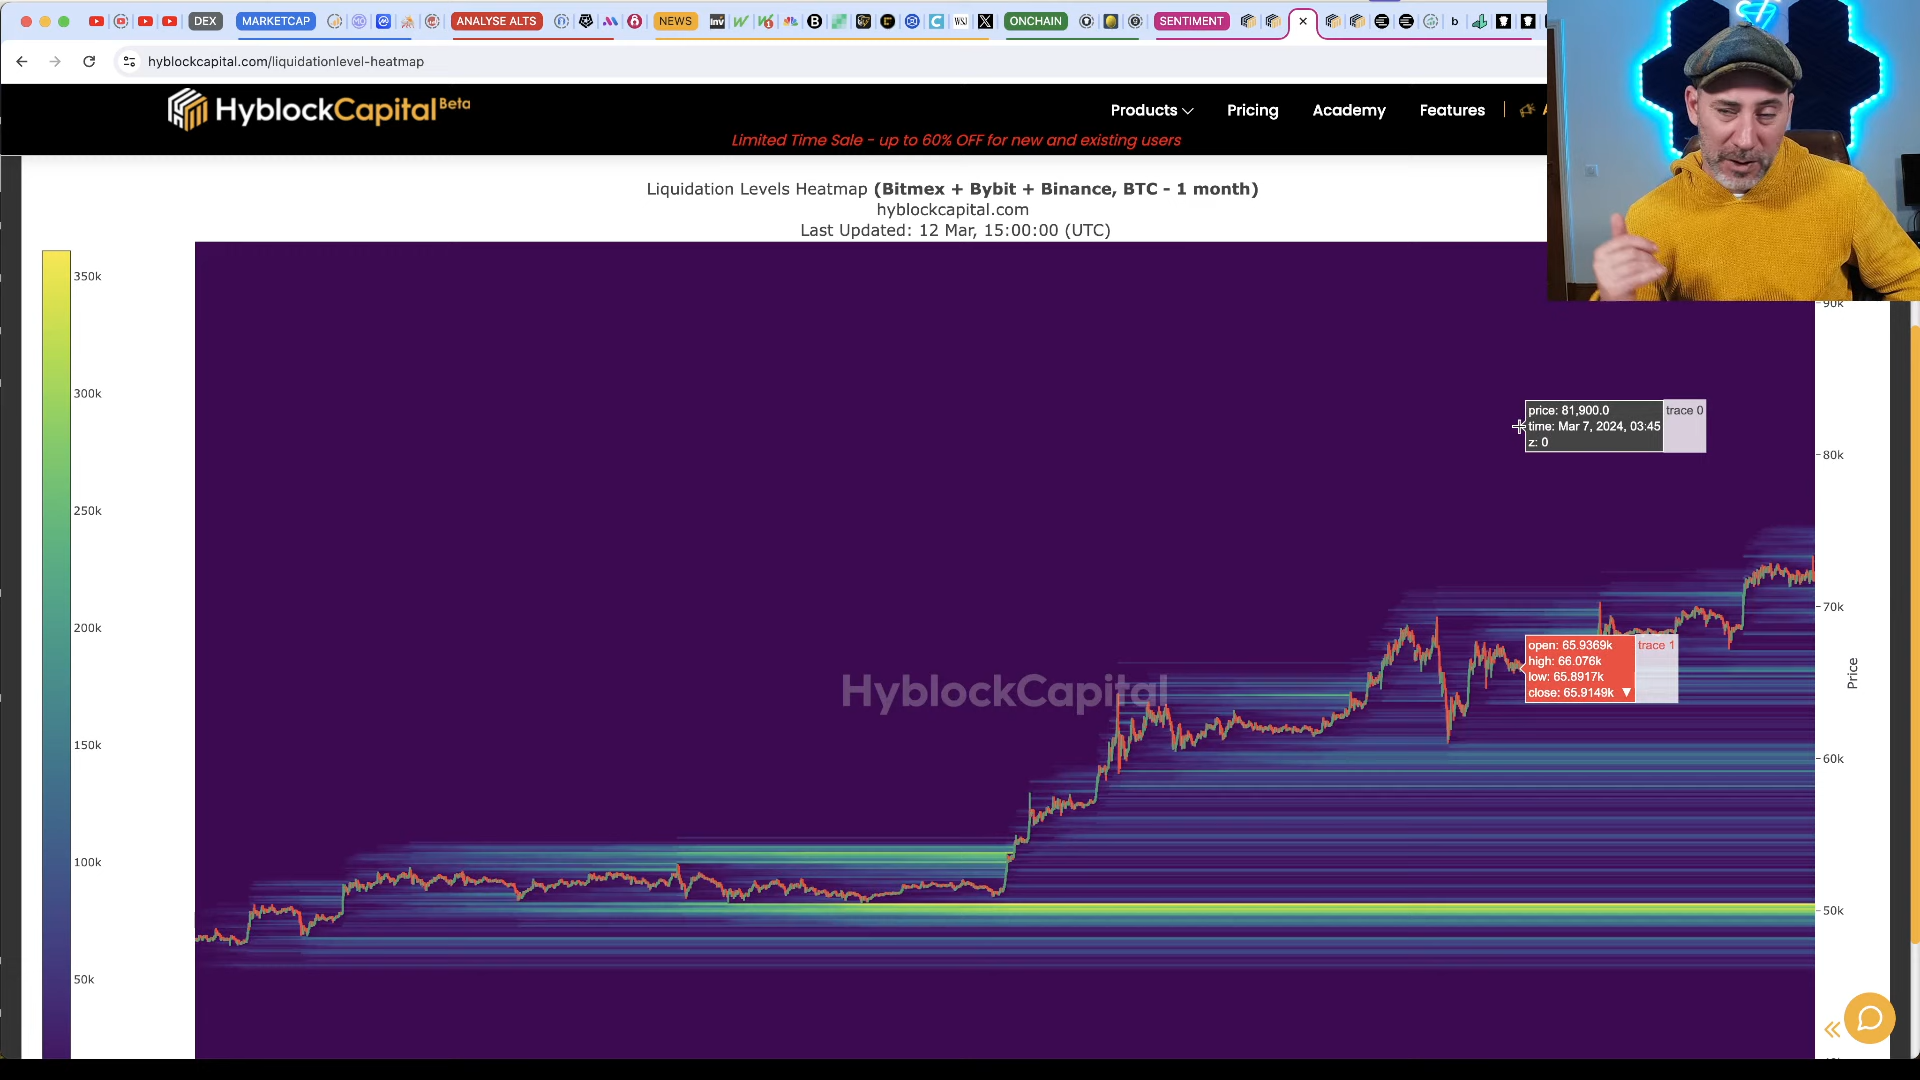 DEX
MARKETCAP
ANALYSE ALTS
NEWS
ONCHAIN
SENTIMENT
hyblockcapital.com/liquidationlevel-heatmap
HyblockCapital Beta
Products
Pricing
Academy
Features
Limited Time Sale - up to 60% OFF for new and existing users
Liquidation Levels Heatmap (Bitmex + Bybit + Binance, BTC - 1 month)
hyblockcapital.com
Last Updated: 12 Mar, 15:00:00 (UTC)
350k
300k
250k
200k
150k
100k
50k
90k
80k
70k
60k
50k
Price
price: 81,900.0
time: Mar 7, 2024, 03:45
z: 0
trace 0
open: 65.9369k
high: 66.076k
low: 65.8917k
close: 65.9149k ▼
trace 1
HyblockCapital